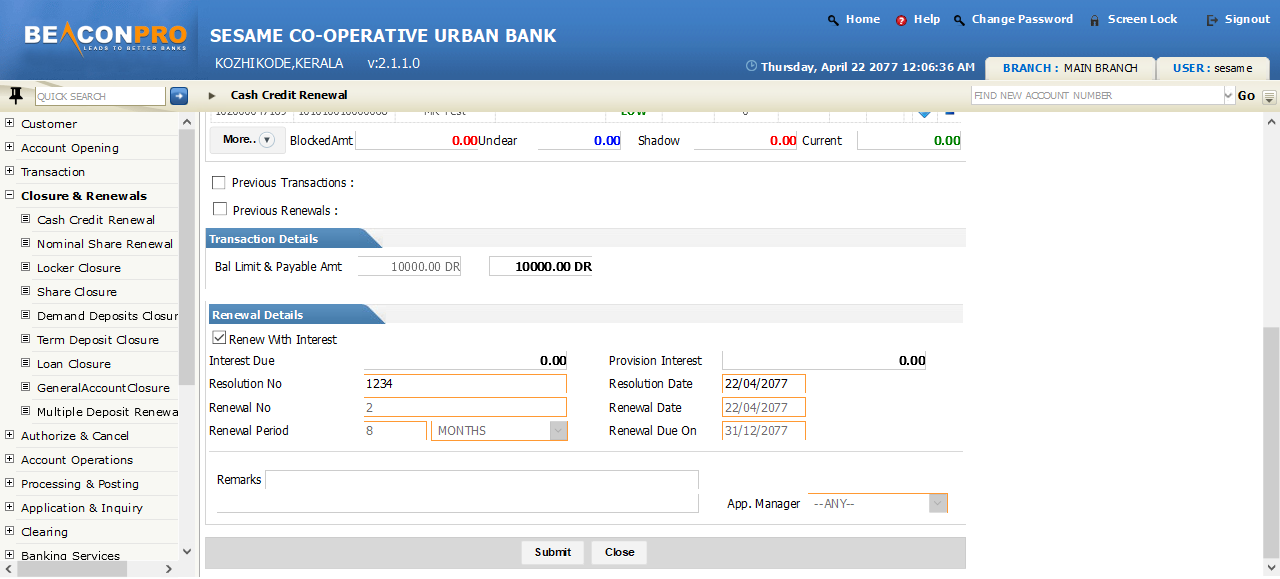 BEACONPRO
LEADS TO BETTER BANKS
Home Help Change Password Screen Lock Signout
SESAME CO-OPERATIVE URBAN BANK
KOZHIKODE,KERALA v:2.1.1.0
Thursday, April 22 2077 12:06:36 AM
BRANCH : MAIN BRANCH
USER : sesame
QUICK SEARCH
Cash Credit Renewal
FIND NEW ACCOUNT NUMBER
Go
Customer
Account Opening
Transaction
Closure & Renewals
Cash Credit Renewal
Nominal Share Renewal
Locker Closure
Share Closure
Demand Deposits Closur
Term Deposit Closure
Loan Closure
GeneralAccountClosure
Multiple Deposit Renewa
Authorize & Cancel
Account Operations
Processing & Posting
Application & Inquiry
Clearing
Banking Services
More.. BlockedAmt 0.00 Unclear 0.00 Shadow 0.00 Current 0.00
Previous Transactions :
Previous Renewals :
Transaction Details
Bal Limit & Payable Amt 10000.00 DR 10000.00 DR
Renewal Details
Renew With Interest
Interest Due 0.00 Provision Interest 0.00
Resolution No 1234 Resolution Date 22/04/2077
Renewal No 2 Renewal Date 22/04/2077
Renewal Period 8 MONTHS Renewal Due On 31/12/2077
Remarks
App. Manager --ANY--
Submit Close